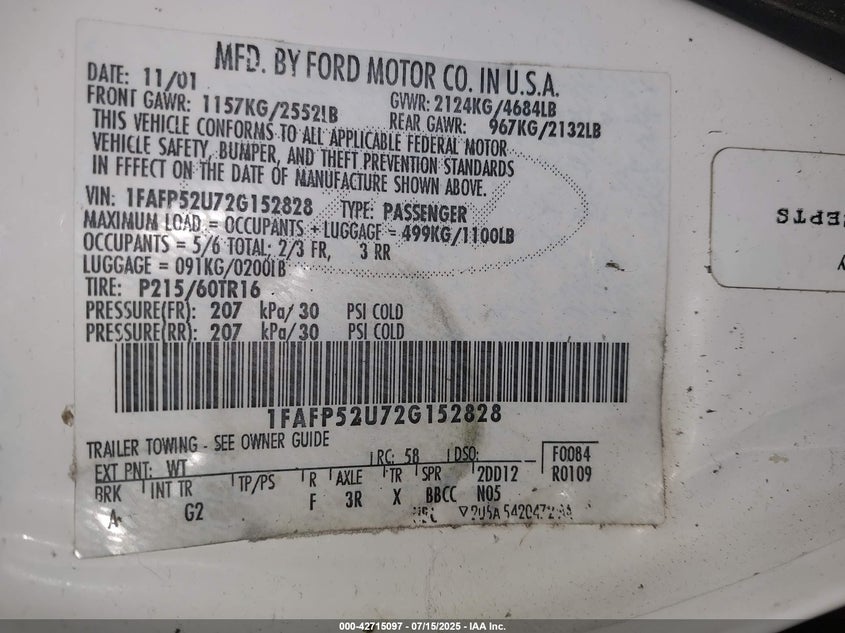 MFD. BY FORD MOTOR CO. IN U.S.A.
DATE: 11/01 GVWR: 2124KG/4684LB
FRONT GAWR: 1157KG/2552LB REAR GAWR: 967KG/2132LB
THIS VEHICLE CONFORMS TO ALL APPLICABLE FEDERAL MOTOR
VEHICLE SAFETY, BUMPER, AND THEFT PREVENTION STANDARDS
IN EFFECT ON THE DATE OF MANUFACTURE SHOWN ABOVE.
VIN: 1FAFP52U72G152828 TYPE: PASSENGER
MAXIMUM LOAD = OCCUPANTS + LUGGAGE = 499KG/1100LB
OCCUPANTS = 5/6 TOTAL: 2/3 FR, 3 RR
LUGGAGE = 091KG/0200LB
TIRE: P215/60TR16
PRESSURE(FR): 207 kPa/ 30 PSI COLD
PRESSURE(RR): 207 kPa/ 30 PSI COLD
1FAFP52U72G152828
TRAILER TOWING - SEE OWNER GUIDE
EXT PNT: WT RC: 58 DSO: F0084
BRK INT TR TP/PS R AXLE TR SPR 2DD12 R0109
A G2 F 3R X BBCC N05
SEPTS
000-42715097 - 07/15/2025 - IAA Inc.